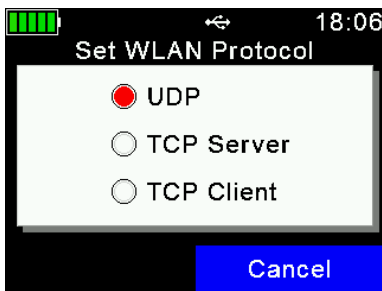 18:06
Set WLAN Protocol
UDP
TCP Server
TCP Client
Cancel